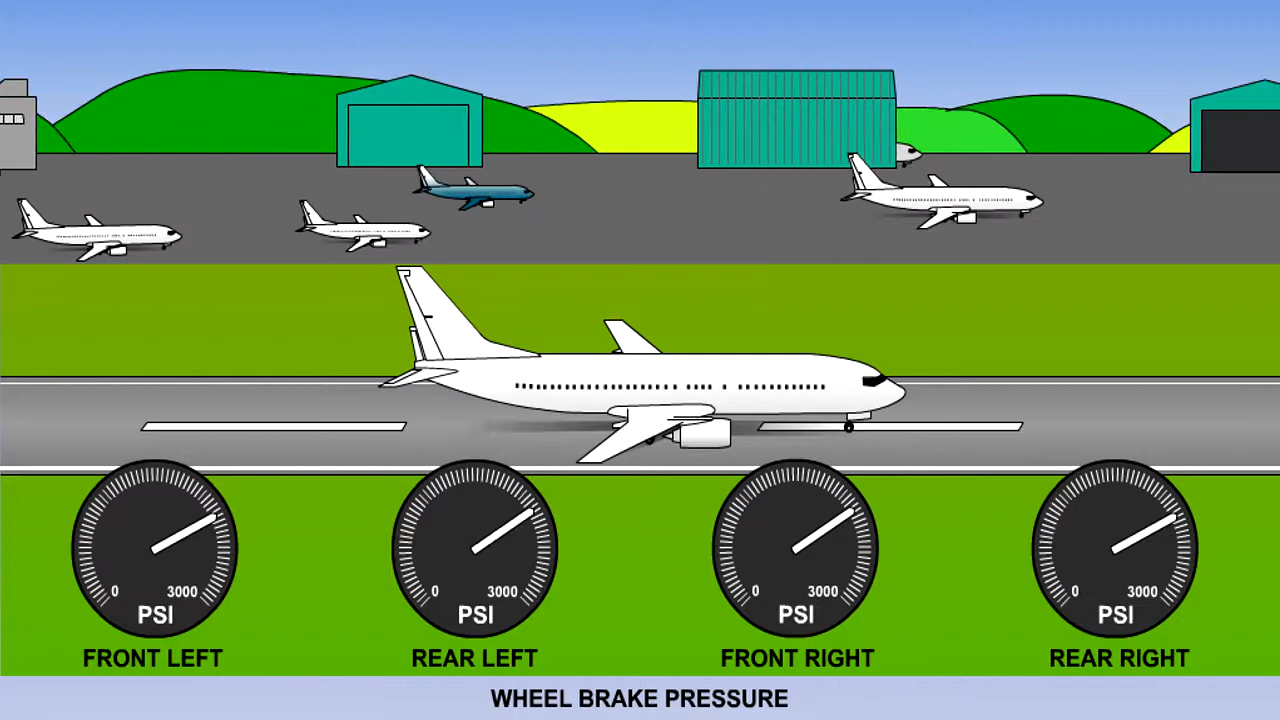 0 3000
PSI
FRONT LEFT
0 3000
PSI
REAR LEFT
0 3000
PSI
FRONT RIGHT
0 3000
PSI
REAR RIGHT
WHEEL BRAKE PRESSURE